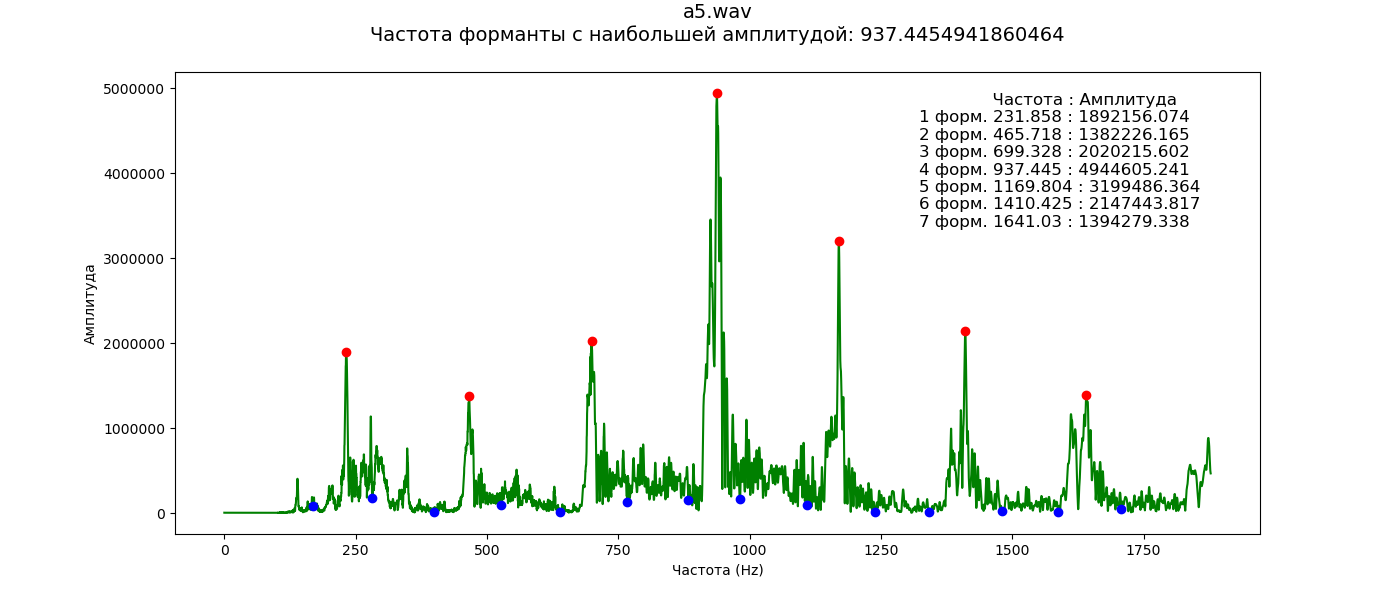 a5.wav
Частота форманты с наибольшей амплитудой: 937.4454941860464
Частота : Амплитуда
1 форм. 231.858 : 1892156.074
2 форм. 465.718 : 1382226.165
3 форм. 699.328 : 2020215.602
4 форм. 937.445 : 4944605.241
5 форм. 1169.804 : 3199486.364
6 форм. 1410.425 : 2147443.817
7 форм. 1641.03 : 1394279.338
5000000
4000000
3000000
2000000
1000000
0
Амплитуда
0 250 500 750 1000 1250 1500 1750
Частота (Hz)